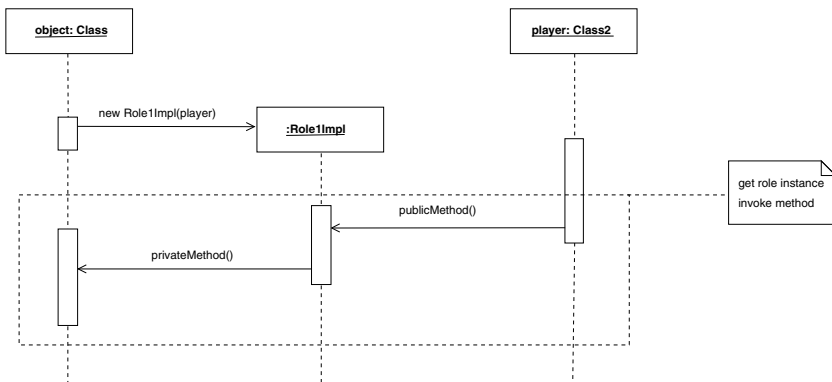 object: Class
player: Class2
new Role1Impl(player)
:Role1Impl
get role instance
invoke method
publicMethod()
privateMethod()